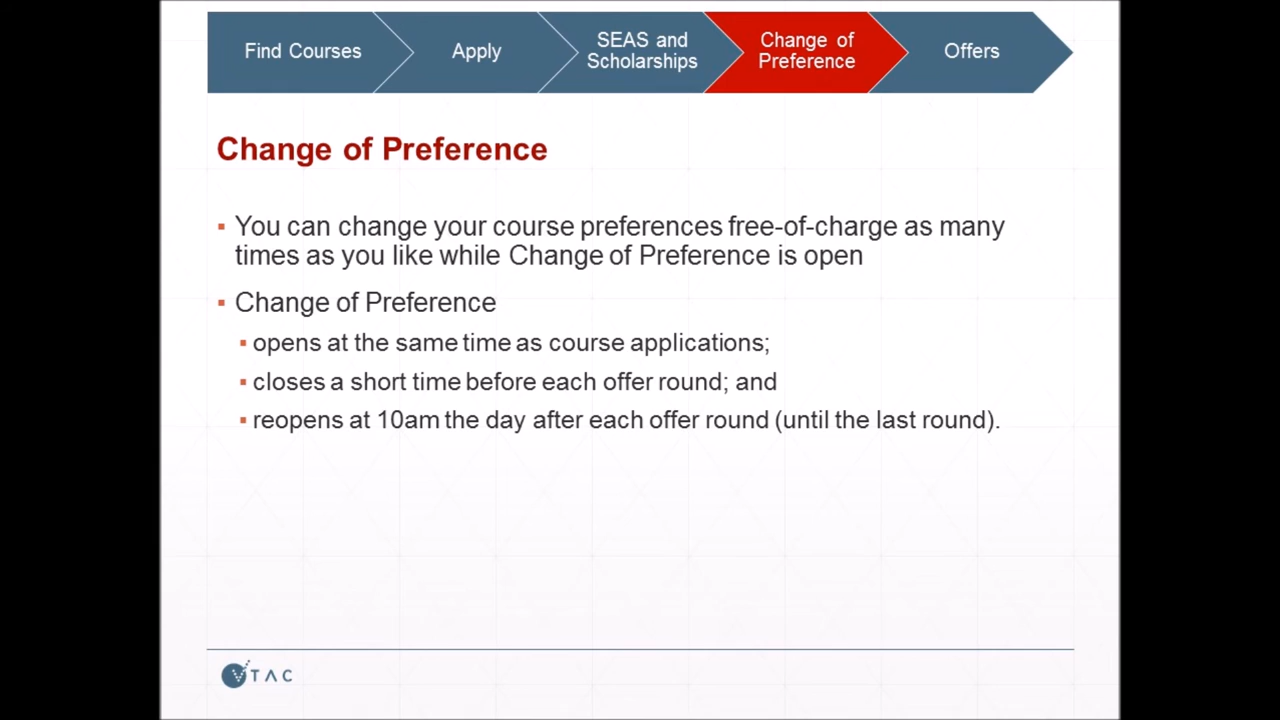 Find Courses
Apply
SEAS and
Scholarships
Change of
Preference
Offers
Change of Preference
▪ You can change your course preferences free-of-charge as many
times as you like while Change of Preference is open
▪ Change of Preference
▪ opens at the same time as course applications;
▪ closes a short time before each offer round; and
▪ reopens at 10am the day after each offer round (until the last round).
VTAC